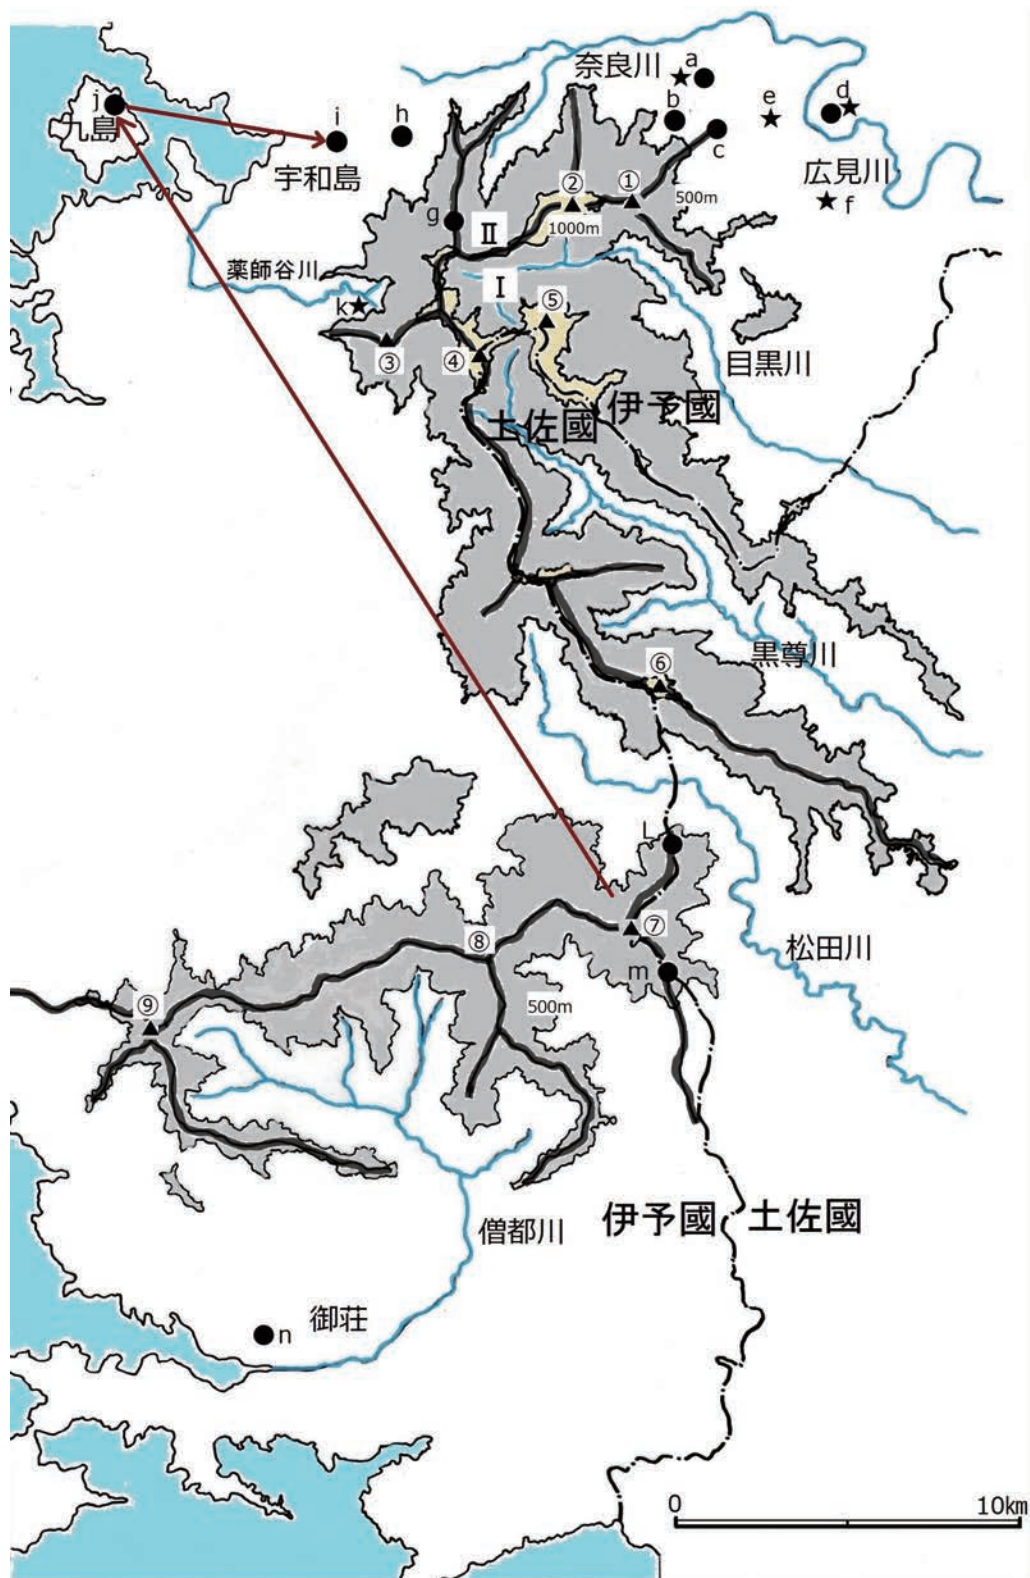 奈良川
a
b
c
d
e
f
広見川
j
九島
i
h
宇和島
②
①
500m
1000m
g
Ⅱ
Ⅰ
薬師谷川
k
⑤
③
④
目黒川
伊予國
土佐國
黒尊川
⑥
L
⑦
松田川
⑧
m
⑨
500m
伊予國
土佐國
僧都川
御荘
n
0
10km